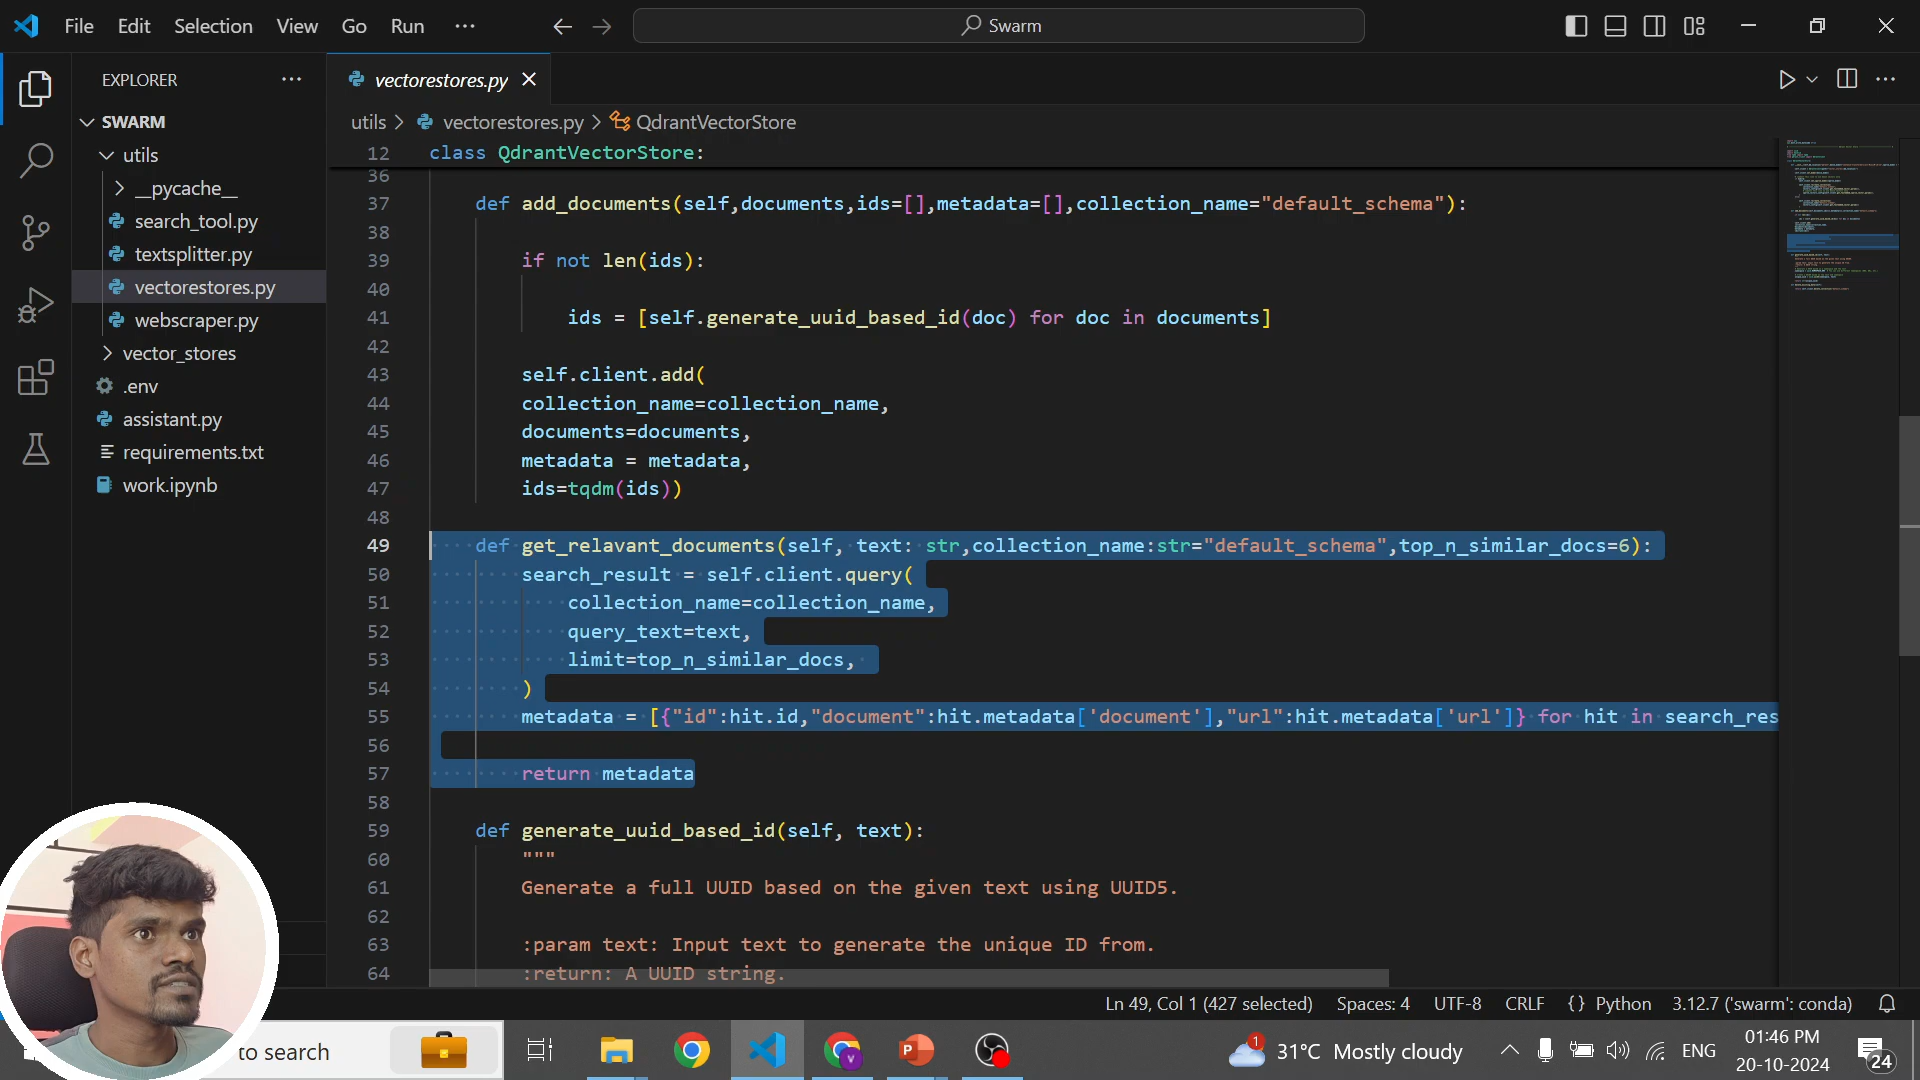 File Edit Selection View Go Run ···
Swarm
EXPLORER ···
SWARM
utils
__pycache__
search_tool.py
textsplitter.py
vectorestores.py
webscraper.py
vector_stores
.env
assistant.py
requirements.txt
work.ipynb
vectorestores.py
utils > vectorestores.py > QdrantVectorStore
12 class QdrantVectorStore:
36
37 def add_documents(self,documents,ids=[],metadata=[],collection_name="default_schema"):
38
39 if not len(ids):
40
41 ids = [self.generate_uuid_based_id(doc) for doc in documents]
42
43 self.client.add(
44 collection_name=collection_name,
45 documents=documents,
46 metadata = metadata,
47 ids=tqdm(ids))
48
49 def get_relavant_documents(self, text: str,collection_name:str="default_schema",top_n_similar_docs=6):
50 search_result = self.client.query(
51 collection_name=collection_name,
52 query_text=text,
53 limit=top_n_similar_docs,
54 )
55 metadata = [{"id":hit.id,"document":hit.metadata['document'],"url":hit.metadata['url']} for hit in search_res
56
57 return metadata
58
59 def generate_uuid_based_id(self, text):
60 """
61 Generate a full UUID based on the given text using UUID5.
62
63 :param text: Input text to generate the unique ID from.
64 :return: A UUID string.
Ln 49, Col 1 (427 selected) Spaces: 4 UTF-8 CRLF {} Python 3.12.7 ('swarm': conda)
to search
P
V
1
31°C Mostly cloudy
ENG
01:46 PM
20-10-2024
24